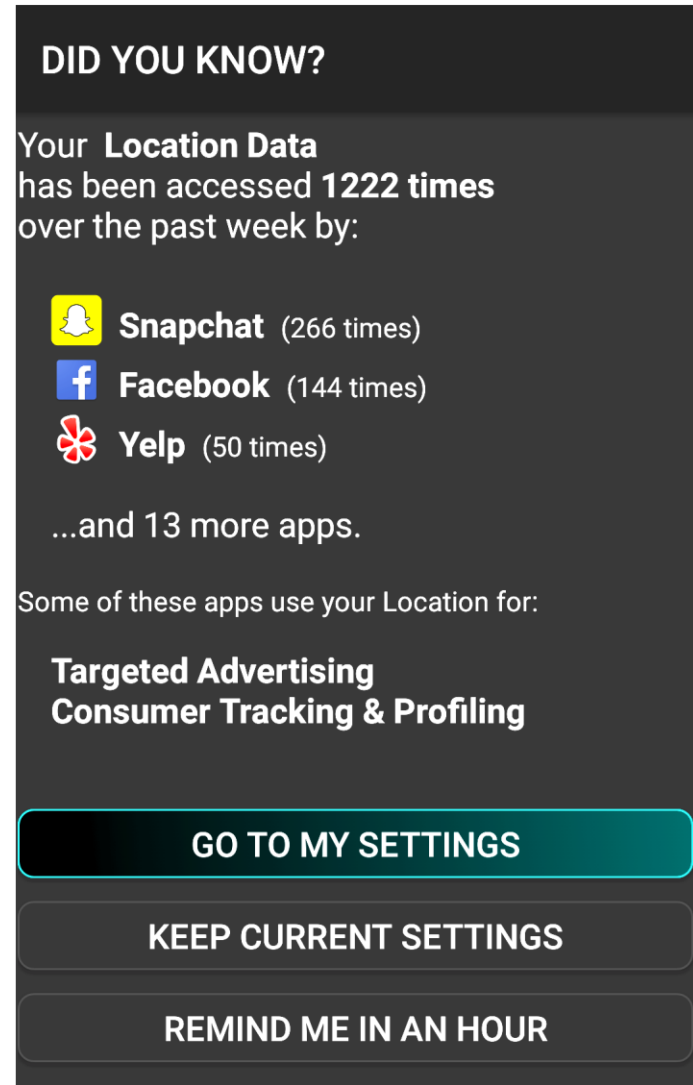 DID YOU KNOW?
Your Location Data
has been accessed 1222 times
over the past week by:
Snapchat (266 times)
f Facebook (144 times)
Yelp (50 times)
...and 13 more apps.
Some of these apps use your Location for:
Targeted Advertising
Consumer Tracking & Profiling
GO TO MY SETTINGS
KEEP CURRENT SETTINGS
REMIND ME IN AN HOUR